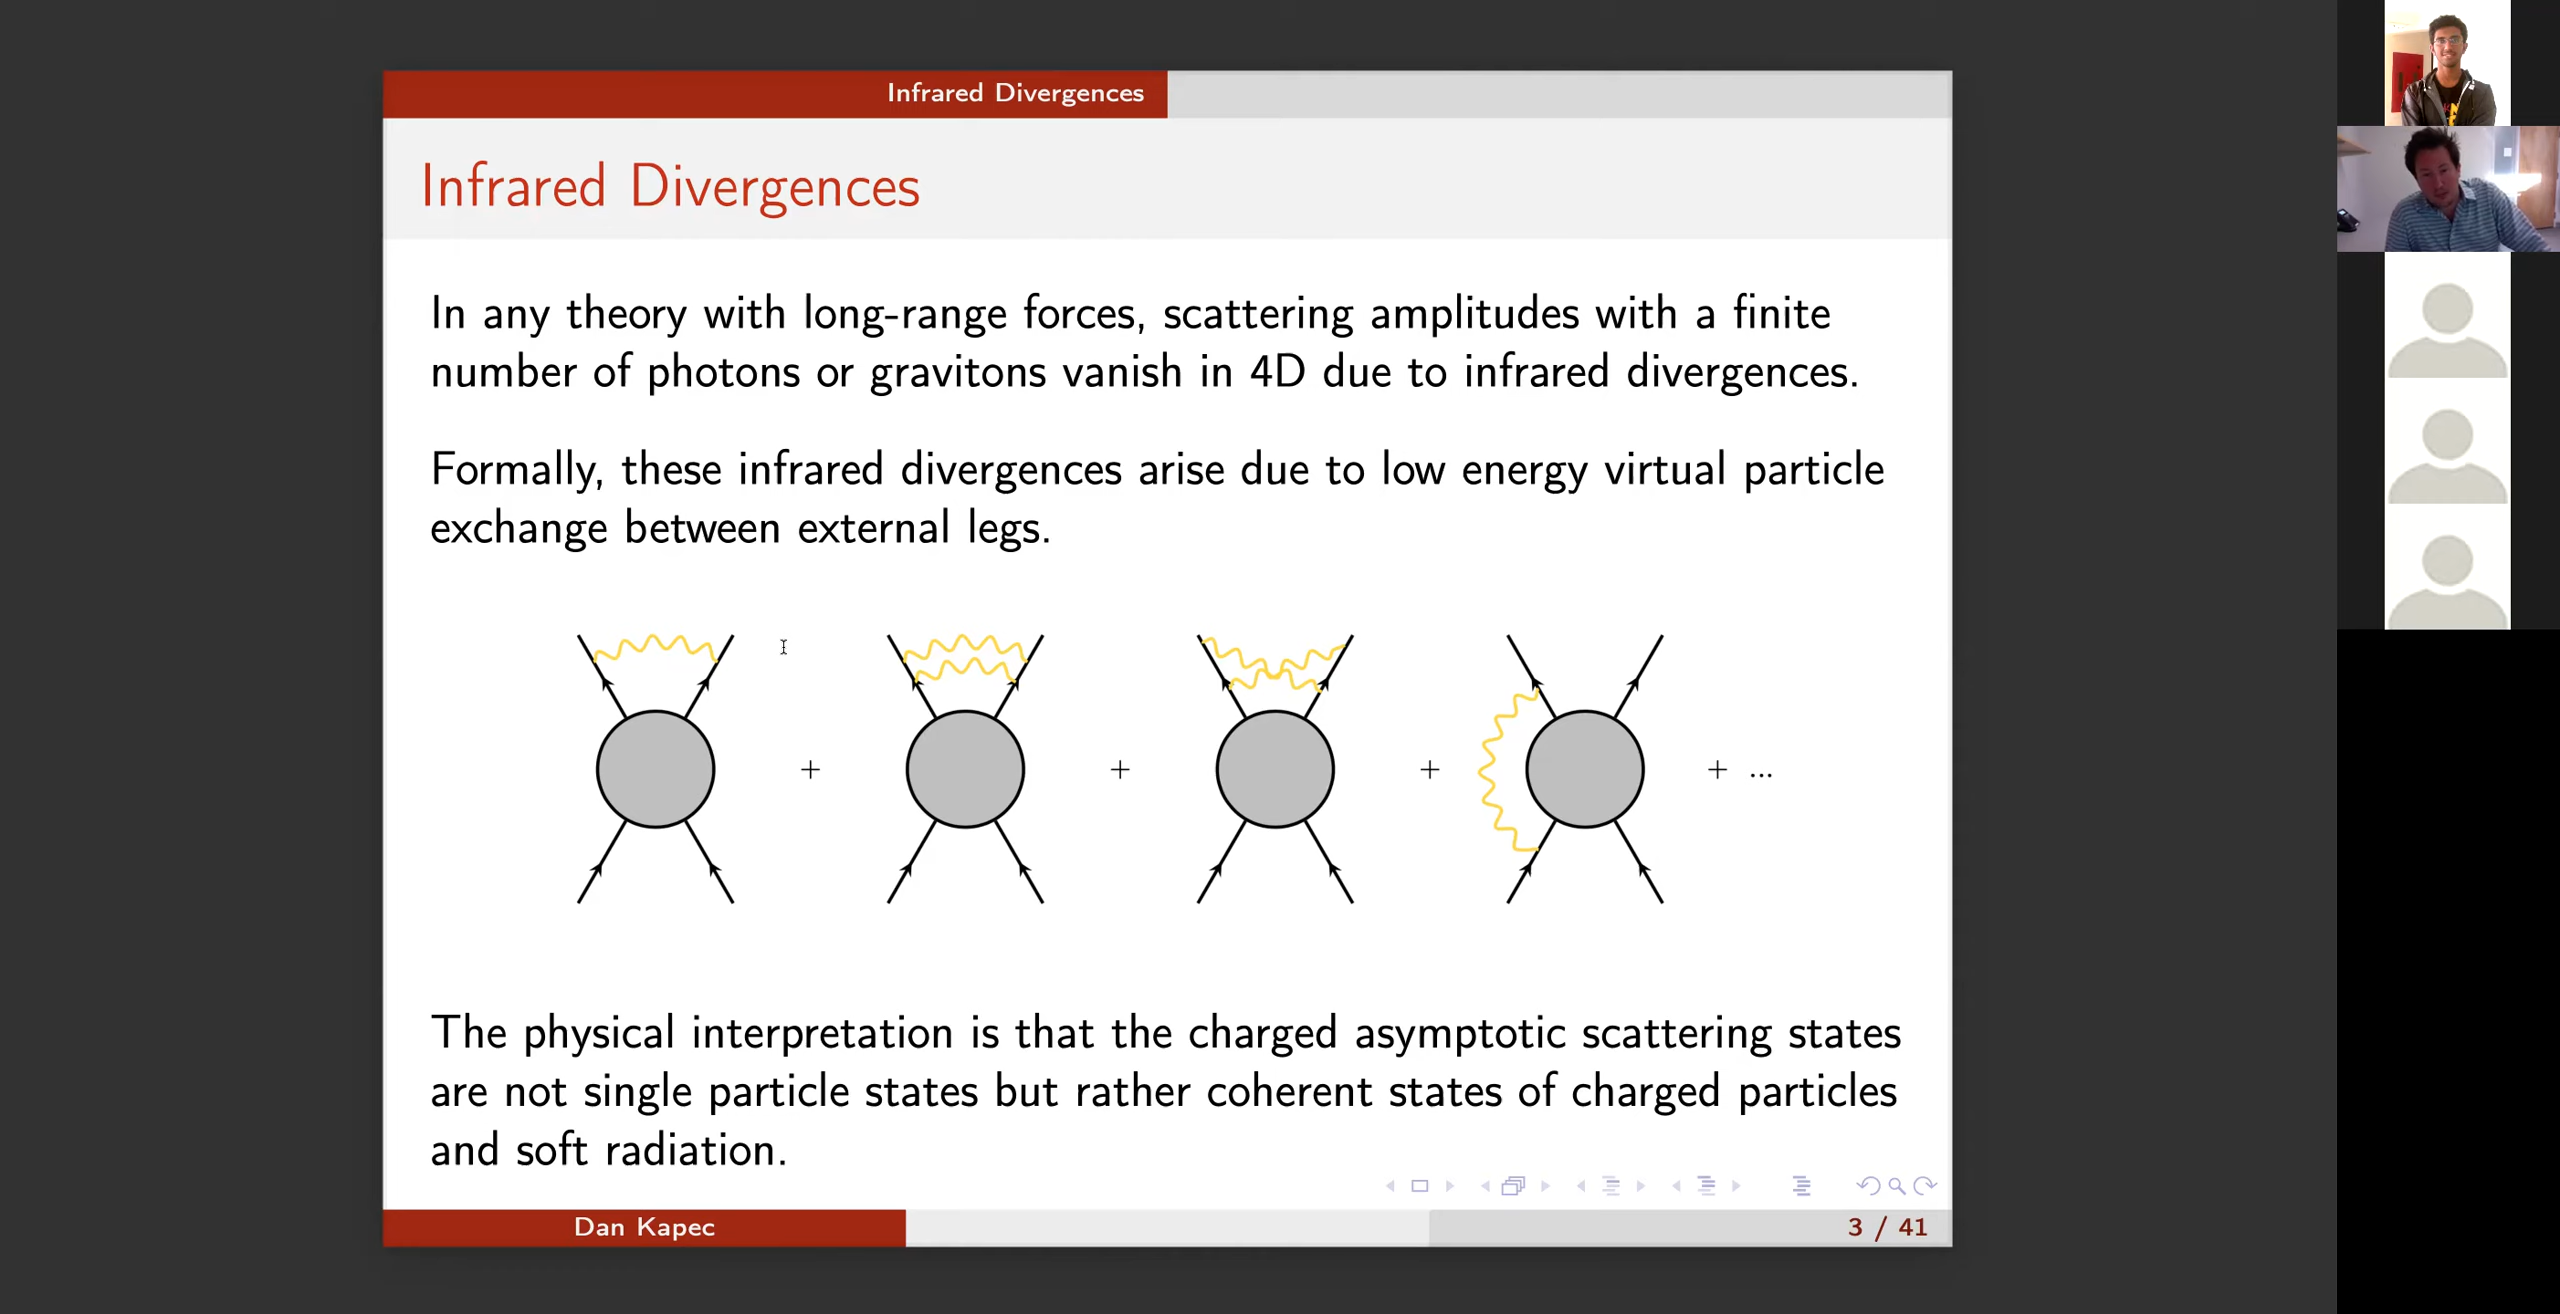 Infrared Divergences
Infrared Divergences
In any theory with long-range forces, scattering amplitudes with a finite
number of photons or gravitons vanish in 4D due to infrared divergences.
Formally, these infrared divergences arise due to low energy virtual particle
exchange between external legs.
+ + + + ...
The physical interpretation is that the charged asymptotic scattering states
are not single particle states but rather coherent states of charged particles
and soft radiation.
Dan Kapec
3 / 41